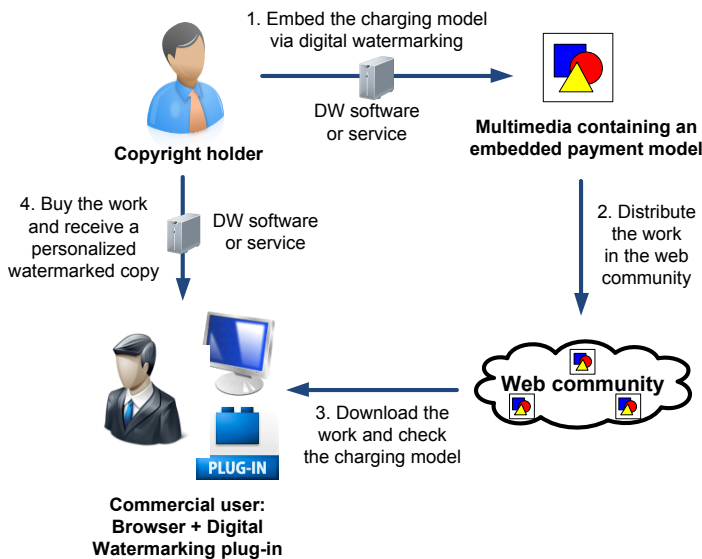 1. Embed the charging model
via digital watermarking
DW software
or service
Copyright holder
Multimedia containing an
embedded payment model
4. Buy the work
and receive a
personalized
watermarked copy
DW software
or service
2. Distribute
the work
in the web
community
Web community
3. Download the
work and check
the charging model
PLUG-IN
Commercial user:
Browser + Digital
Watermarking plug-in